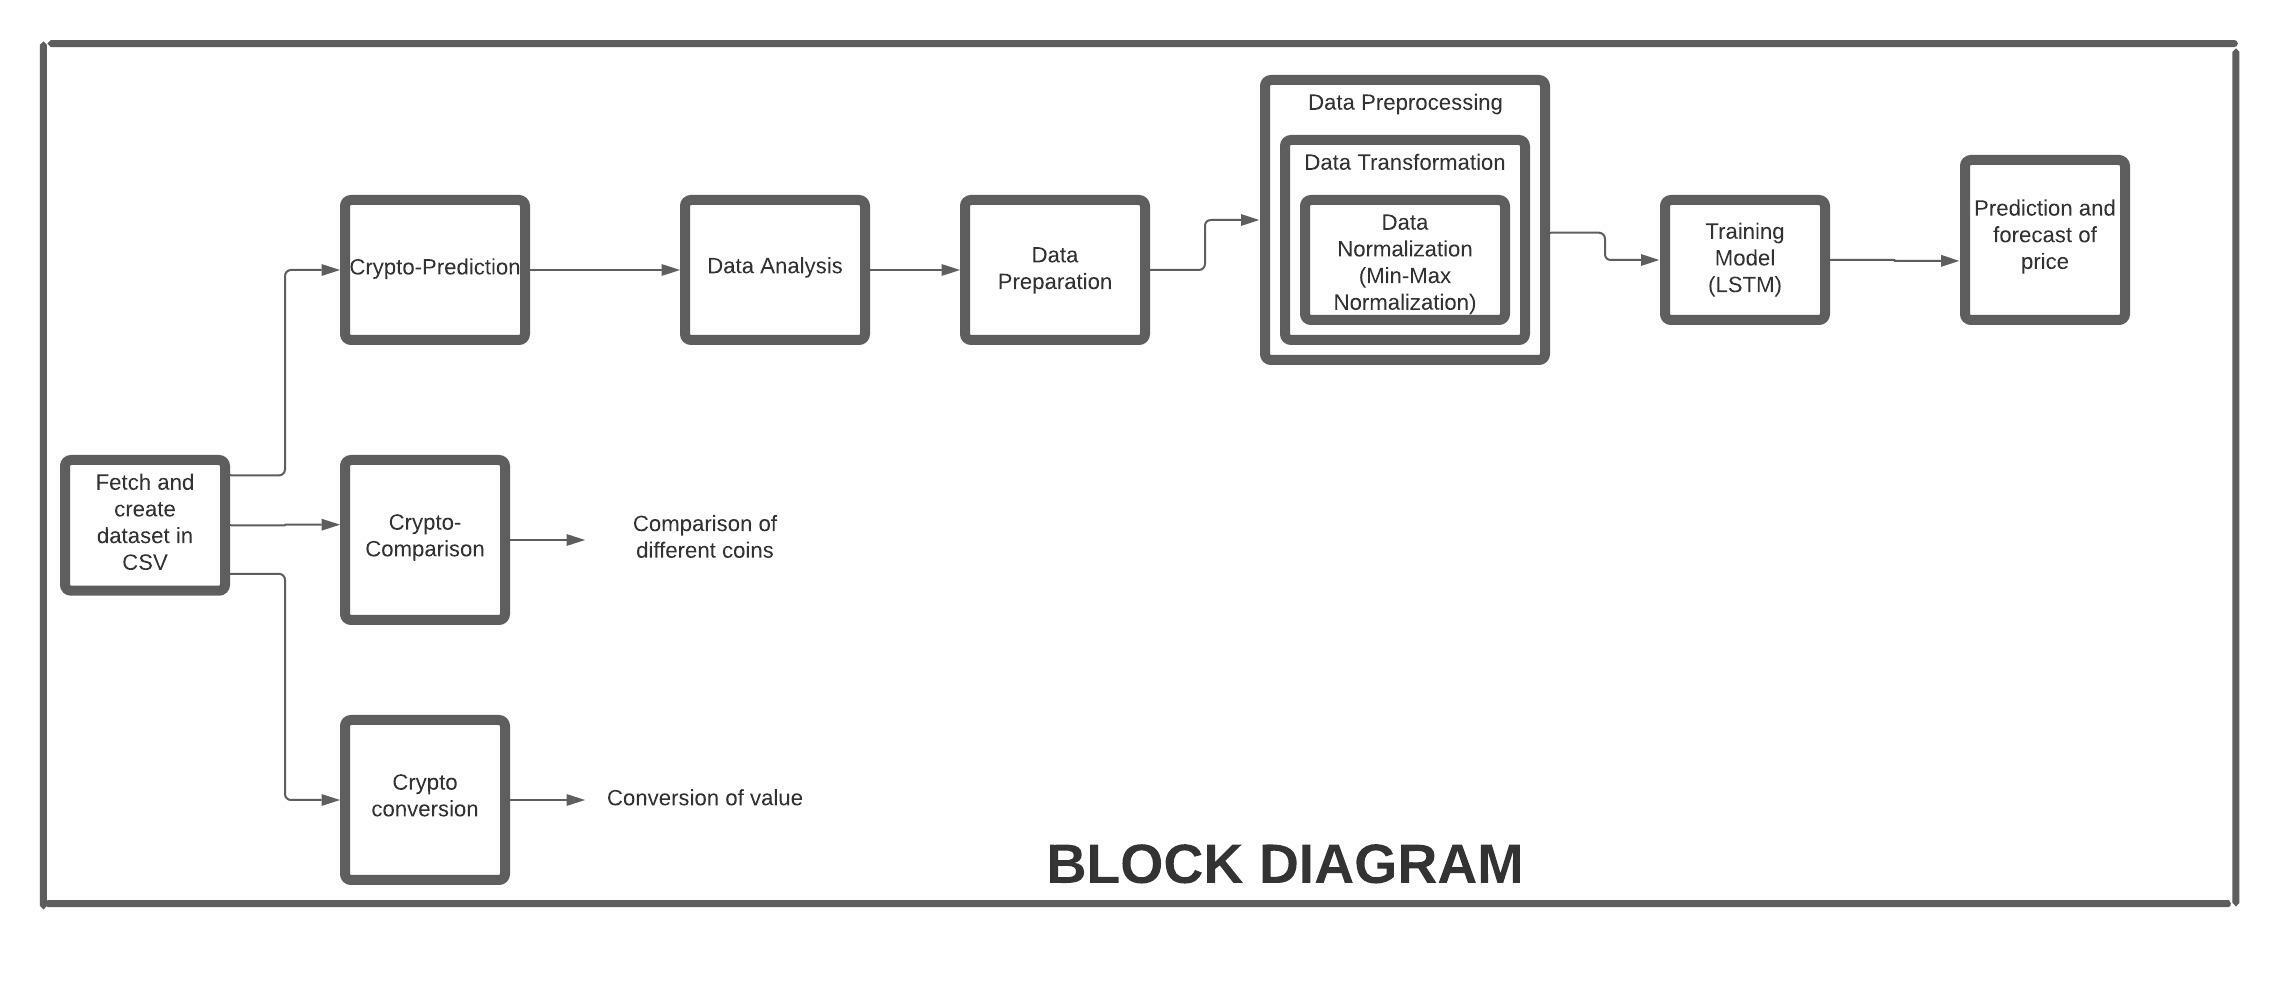 Data Preprocessing
Data Transformation
Data
Normalization
(Min-Max
Normalization)
Crypto-Prediction
Data Analysis
Data
Preparation
Training
Model
(LSTM)
Prediction and
forecast of
price
Fetch and
create
dataset in
CSV
Crypto-
Comparison
Comparison of
different coins
Crypto
conversion
Conversion of value
BLOCK DIAGRAM